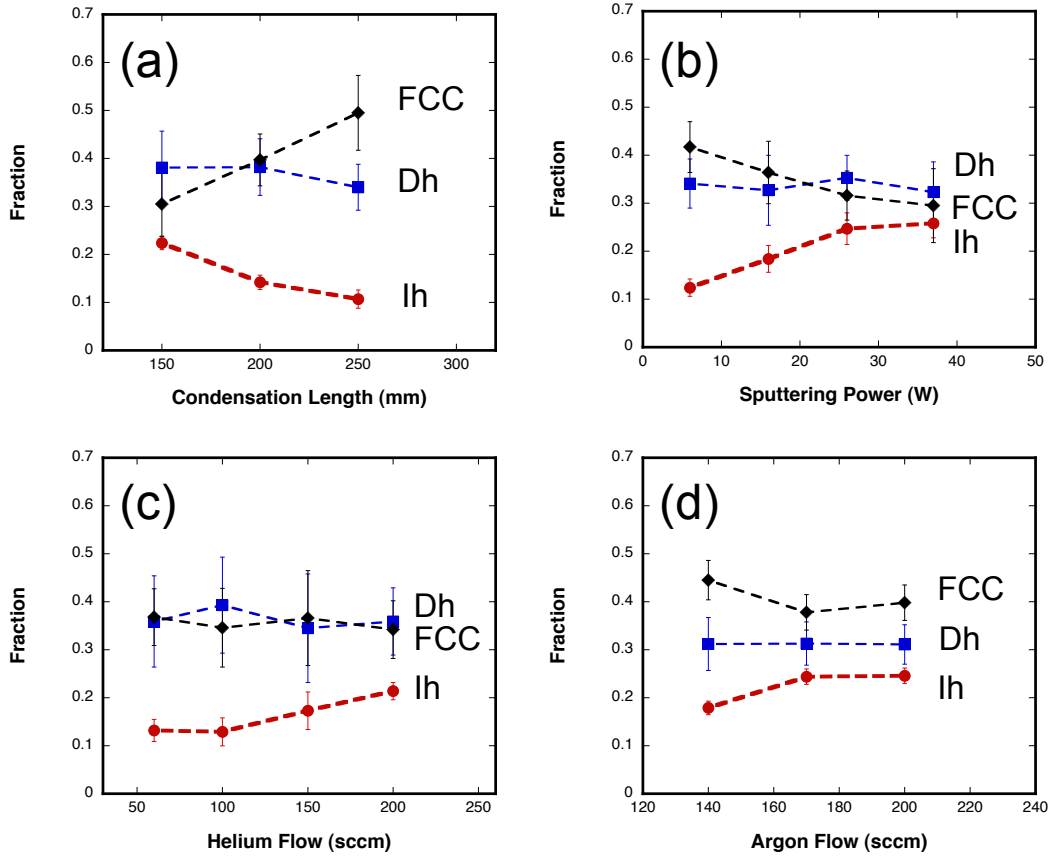 0.7
0.6
0.5
0.4
0.3
0.2
0.1
0
Fraction
(a)
FCC
Dh
Ih
150 200 250 300
Condensation Length (mm)
0.7
0.6
0.5
0.4
0.3
0.2
0.1
0
Fraction
(b)
Dh
FCC
Ih
0 10 20 30 40 50
Sputtering Power (W)
0.7
0.6
0.5
0.4
0.3
0.2
0.1
0
Fraction
(c)
Dh
FCC
Ih
50 100 150 200 250
Helium Flow (sccm)
0.7
0.6
0.5
0.4
0.3
0.2
0.1
0
Fraction
(d)
FCC
Dh
Ih
120 140 160 180 200 220 240
Argon Flow (sccm)